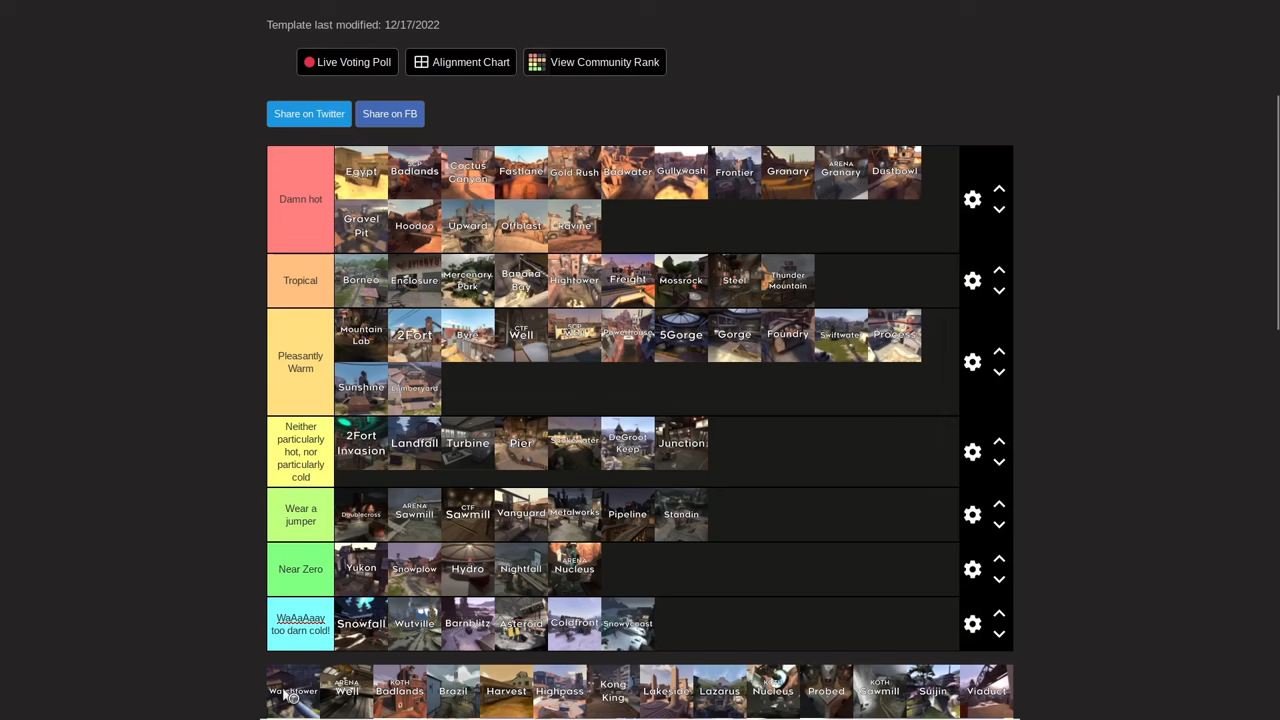 Template last modified: 12/17/2022
Live Voting Poll Alignment Chart View Community Rank
Share on Twitter Share on FB
Damn hot
Egypt 5CP Badlands Cactus Canyon Fastlane Gold Rush Badwater Gullywash Frontier Granary ARENA Granary Dustbowl
Gravel Pit Hoodoo Upward Offblast Ravine
Tropical
Borneo Enclosure Mercenary Park Banana Bay Hightower Freight Mossrock Steel Thunder Mountain
Pleasantly Warm
Mountain Lab 2Fort Byre CTF Well 5CP Well Powerhouse 5Gorge Gorge Foundry Swiftwater Process
Sunshine Lumberyard
Neither particularly hot, nor particularly cold
2Fort Invasion Landfall Turbine Pier Snakewater DeGroot Keep Junction
Wear a jumper
Doublecross ARENA Sawmill CTF Sawmill Vanguard Metalworks Pipeline Standin
Near Zero
Yukon Snowplow Hydro Nightfall ARENA Nucleus
WaAaAaay too darn cold!
Snowfall Wutville Barnblitz Asteroid Coldfront Snowycoast
Watchtower ARENA Well KOTH Badlands Brazil Harvest Highpass Kong King Lakeside Lazarus KOTH Nucleus Probed KOTH Sawmill Suijin Viaduct